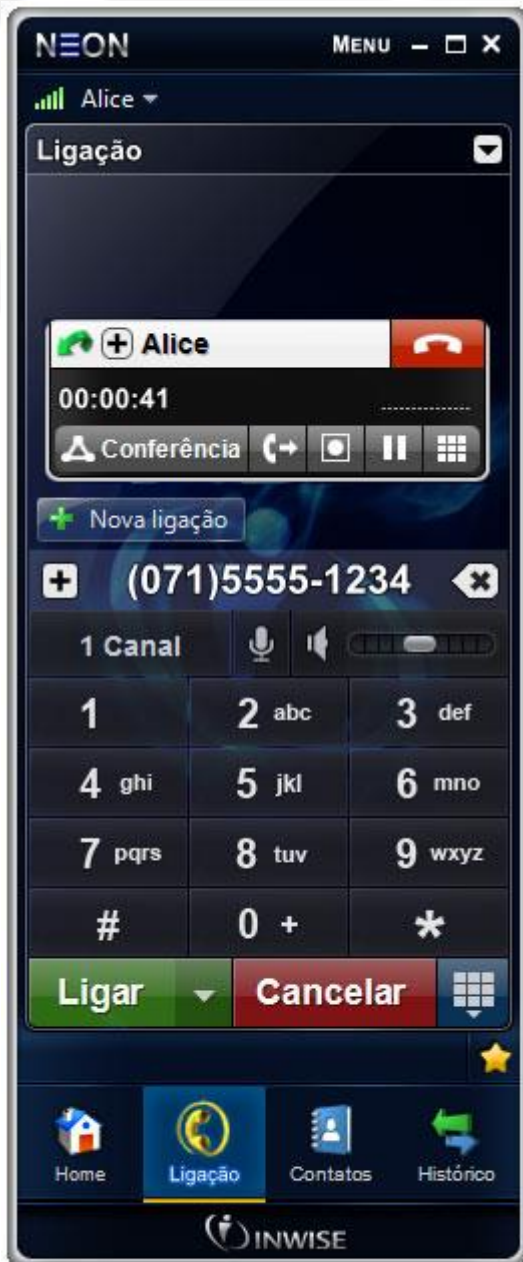 NEON MENU
Alice
Ligação
Alice
00:00:41
Conferência
Nova ligação
(071)5555-1234
1 Canal
1 2 abc 3 def
4 ghi 5 jkl 6 mno
7 pqrs 8 tuv 9 wxyz
# 0 + *
Ligar Cancelar
Home Ligação Contatos Histórico
INWISE